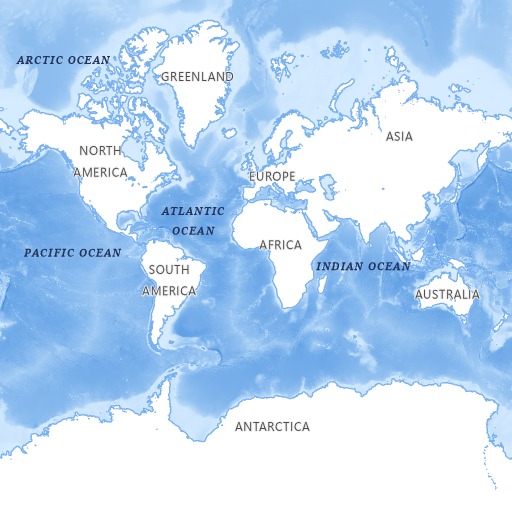 ARCTIC OCEAN
GREENLAND
ASIA
NORTH
AMERICA
EUROPE
ATLANTIC
OCEAN
AFRICA
PACIFIC OCEAN
INDIAN OCEAN
SOUTH
AMERICA
AUSTRALIA
ANTARCTICA